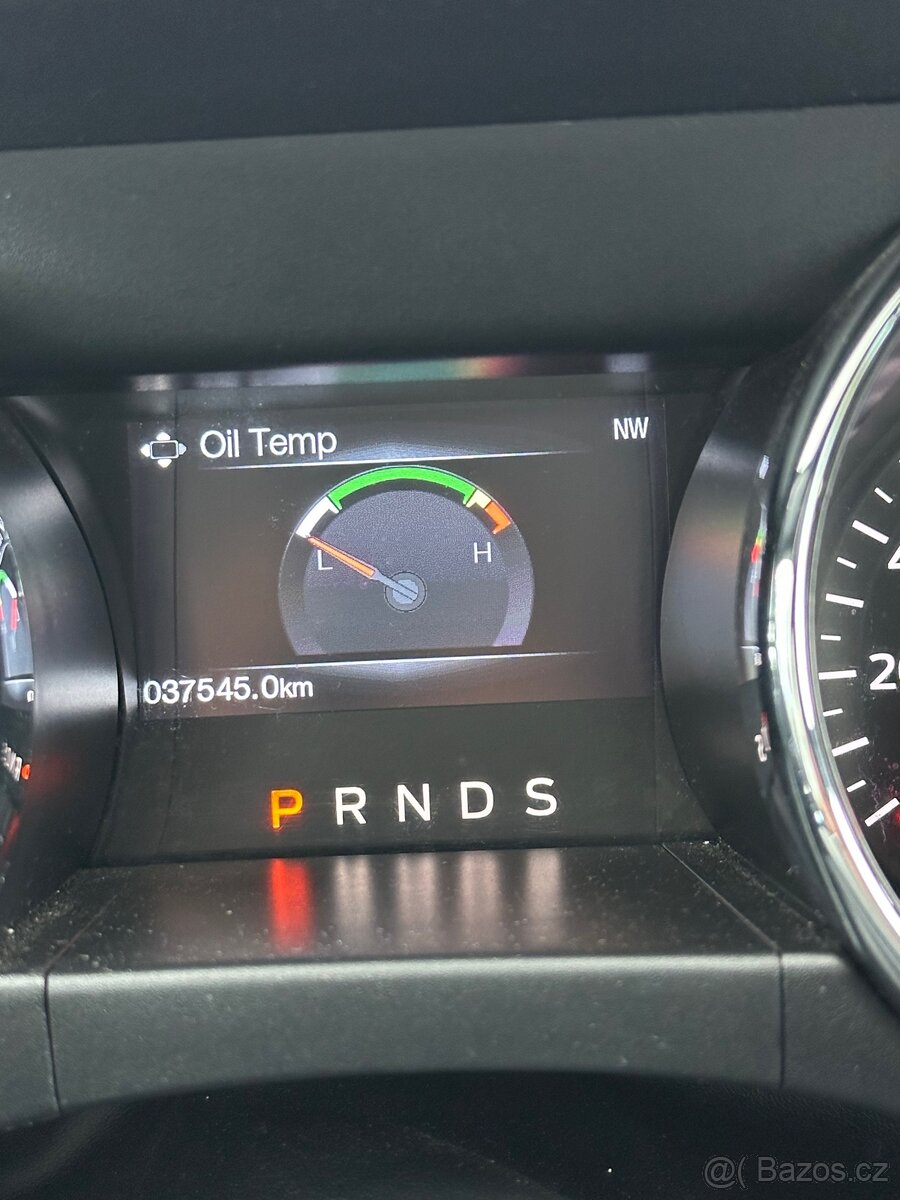 Oil Temp
NW
L
H
037545.0km
P R N D S
@( Bazos.cz